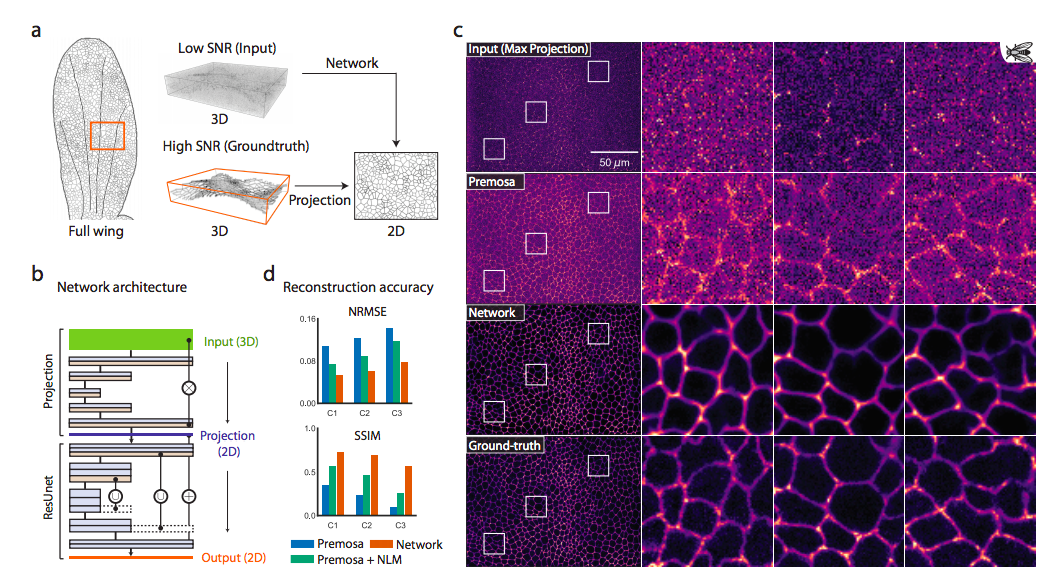 a
Low SNR (Input)
Network
3D
High SNR (Groundtruth)
Projection
Full wing
3D
2D
b
Network architecture
Projection
Input (3D)
Projection
(2D)
ResUnet
U
U
Output (2D)
c
Input (Max Projection)
50 µm
Premosa
Network
Ground-truth
d
Reconstruction accuracy
NRMSE
0.16
0.08
0.00
C1 C2 C3
SSIM
1.0
0.5
0.0
C1 C2 C3
Premosa Network
Premosa + NLM